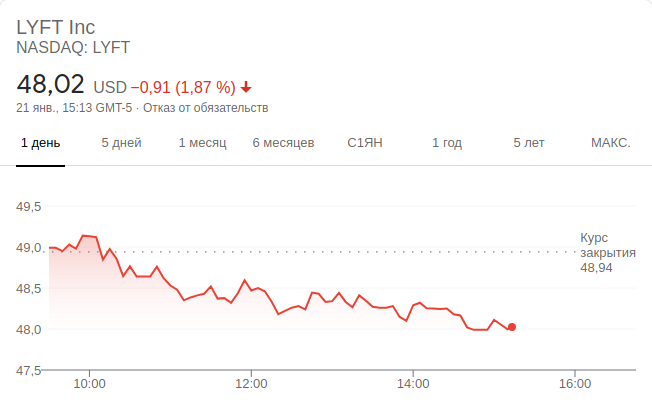 LYFT Inc
NASDAQ: LYFT
48,02 USD −0,91 (1,87 %)
21 янв., 15:13 GMT-5 · Отказ от обязательств
1 день 5 дней 1 месяц 6 месяцев С1ЯН 1 год 5 лет МАКС.
49,5
49,0
48,5
48,0
47,5
Курс
закрытия
48,94
10:00 12:00 14:00 16:00